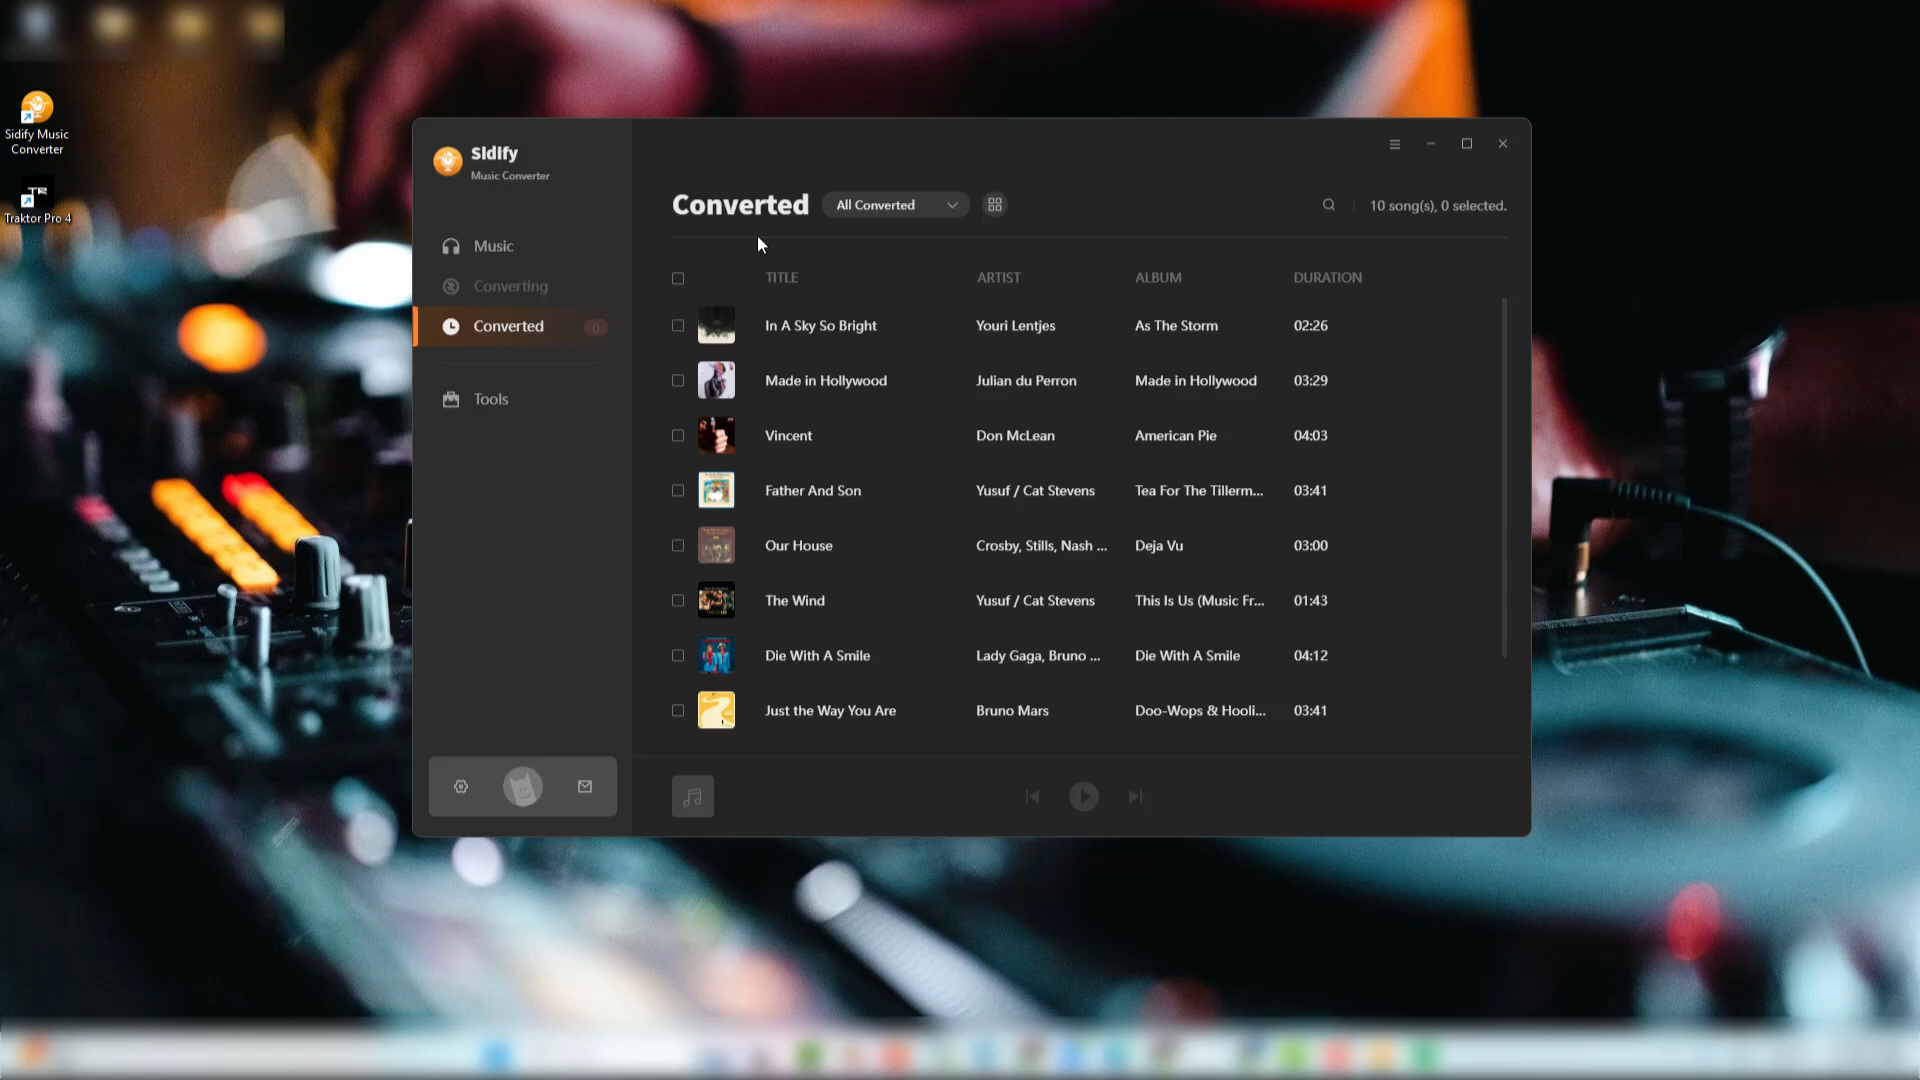 Sidify Music
Converter
TR
Traktor Pro 4
Sidify
Music Converter
Music
Converting
Converted 0
Tools
Converted All Converted 10 song(s), 0 selected.
TITLE ARTIST ALBUM DURATION
In A Sky So Bright Youri Lentjes As The Storm 02:26
Made in Hollywood Julian du Perron Made in Hollywood 03:29
Vincent Don McLean American Pie 04:03
Father And Son Yusuf / Cat Stevens Tea For The Tillerm... 03:41
Our House Crosby, Stills, Nash ... Deja Vu 03:00
The Wind Yusuf / Cat Stevens This Is Us (Music Fr... 01:43
Die With A Smile Lady Gaga, Bruno ... Die With A Smile 04:12
Just the Way You Are Bruno Mars Doo-Wops & Hooli... 03:41